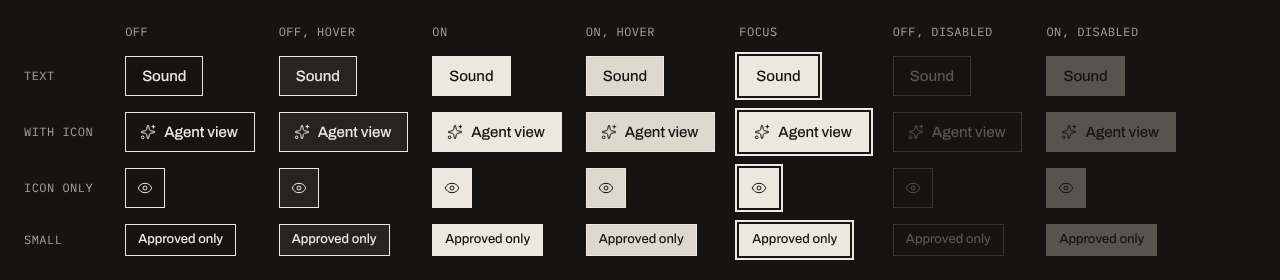 OFF OFF, HOVER ON ON, HOVER FOCUS OFF, DISABLED ON, DISABLED
TEXT Sound Sound Sound Sound Sound Sound Sound
WITH ICON Agent view Agent view Agent view Agent view Agent view Agent view Agent view
ICON ONLY
SMALL Approved only Approved only Approved only Approved only Approved only Approved only Approved only